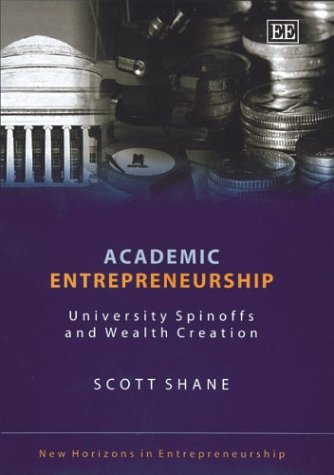 EE
ACADEMIC
ENTREPRENEURSHIP
University Spinoffs
and Wealth Creation
SCOTT SHANE
New Horizons in Entrepreneurship